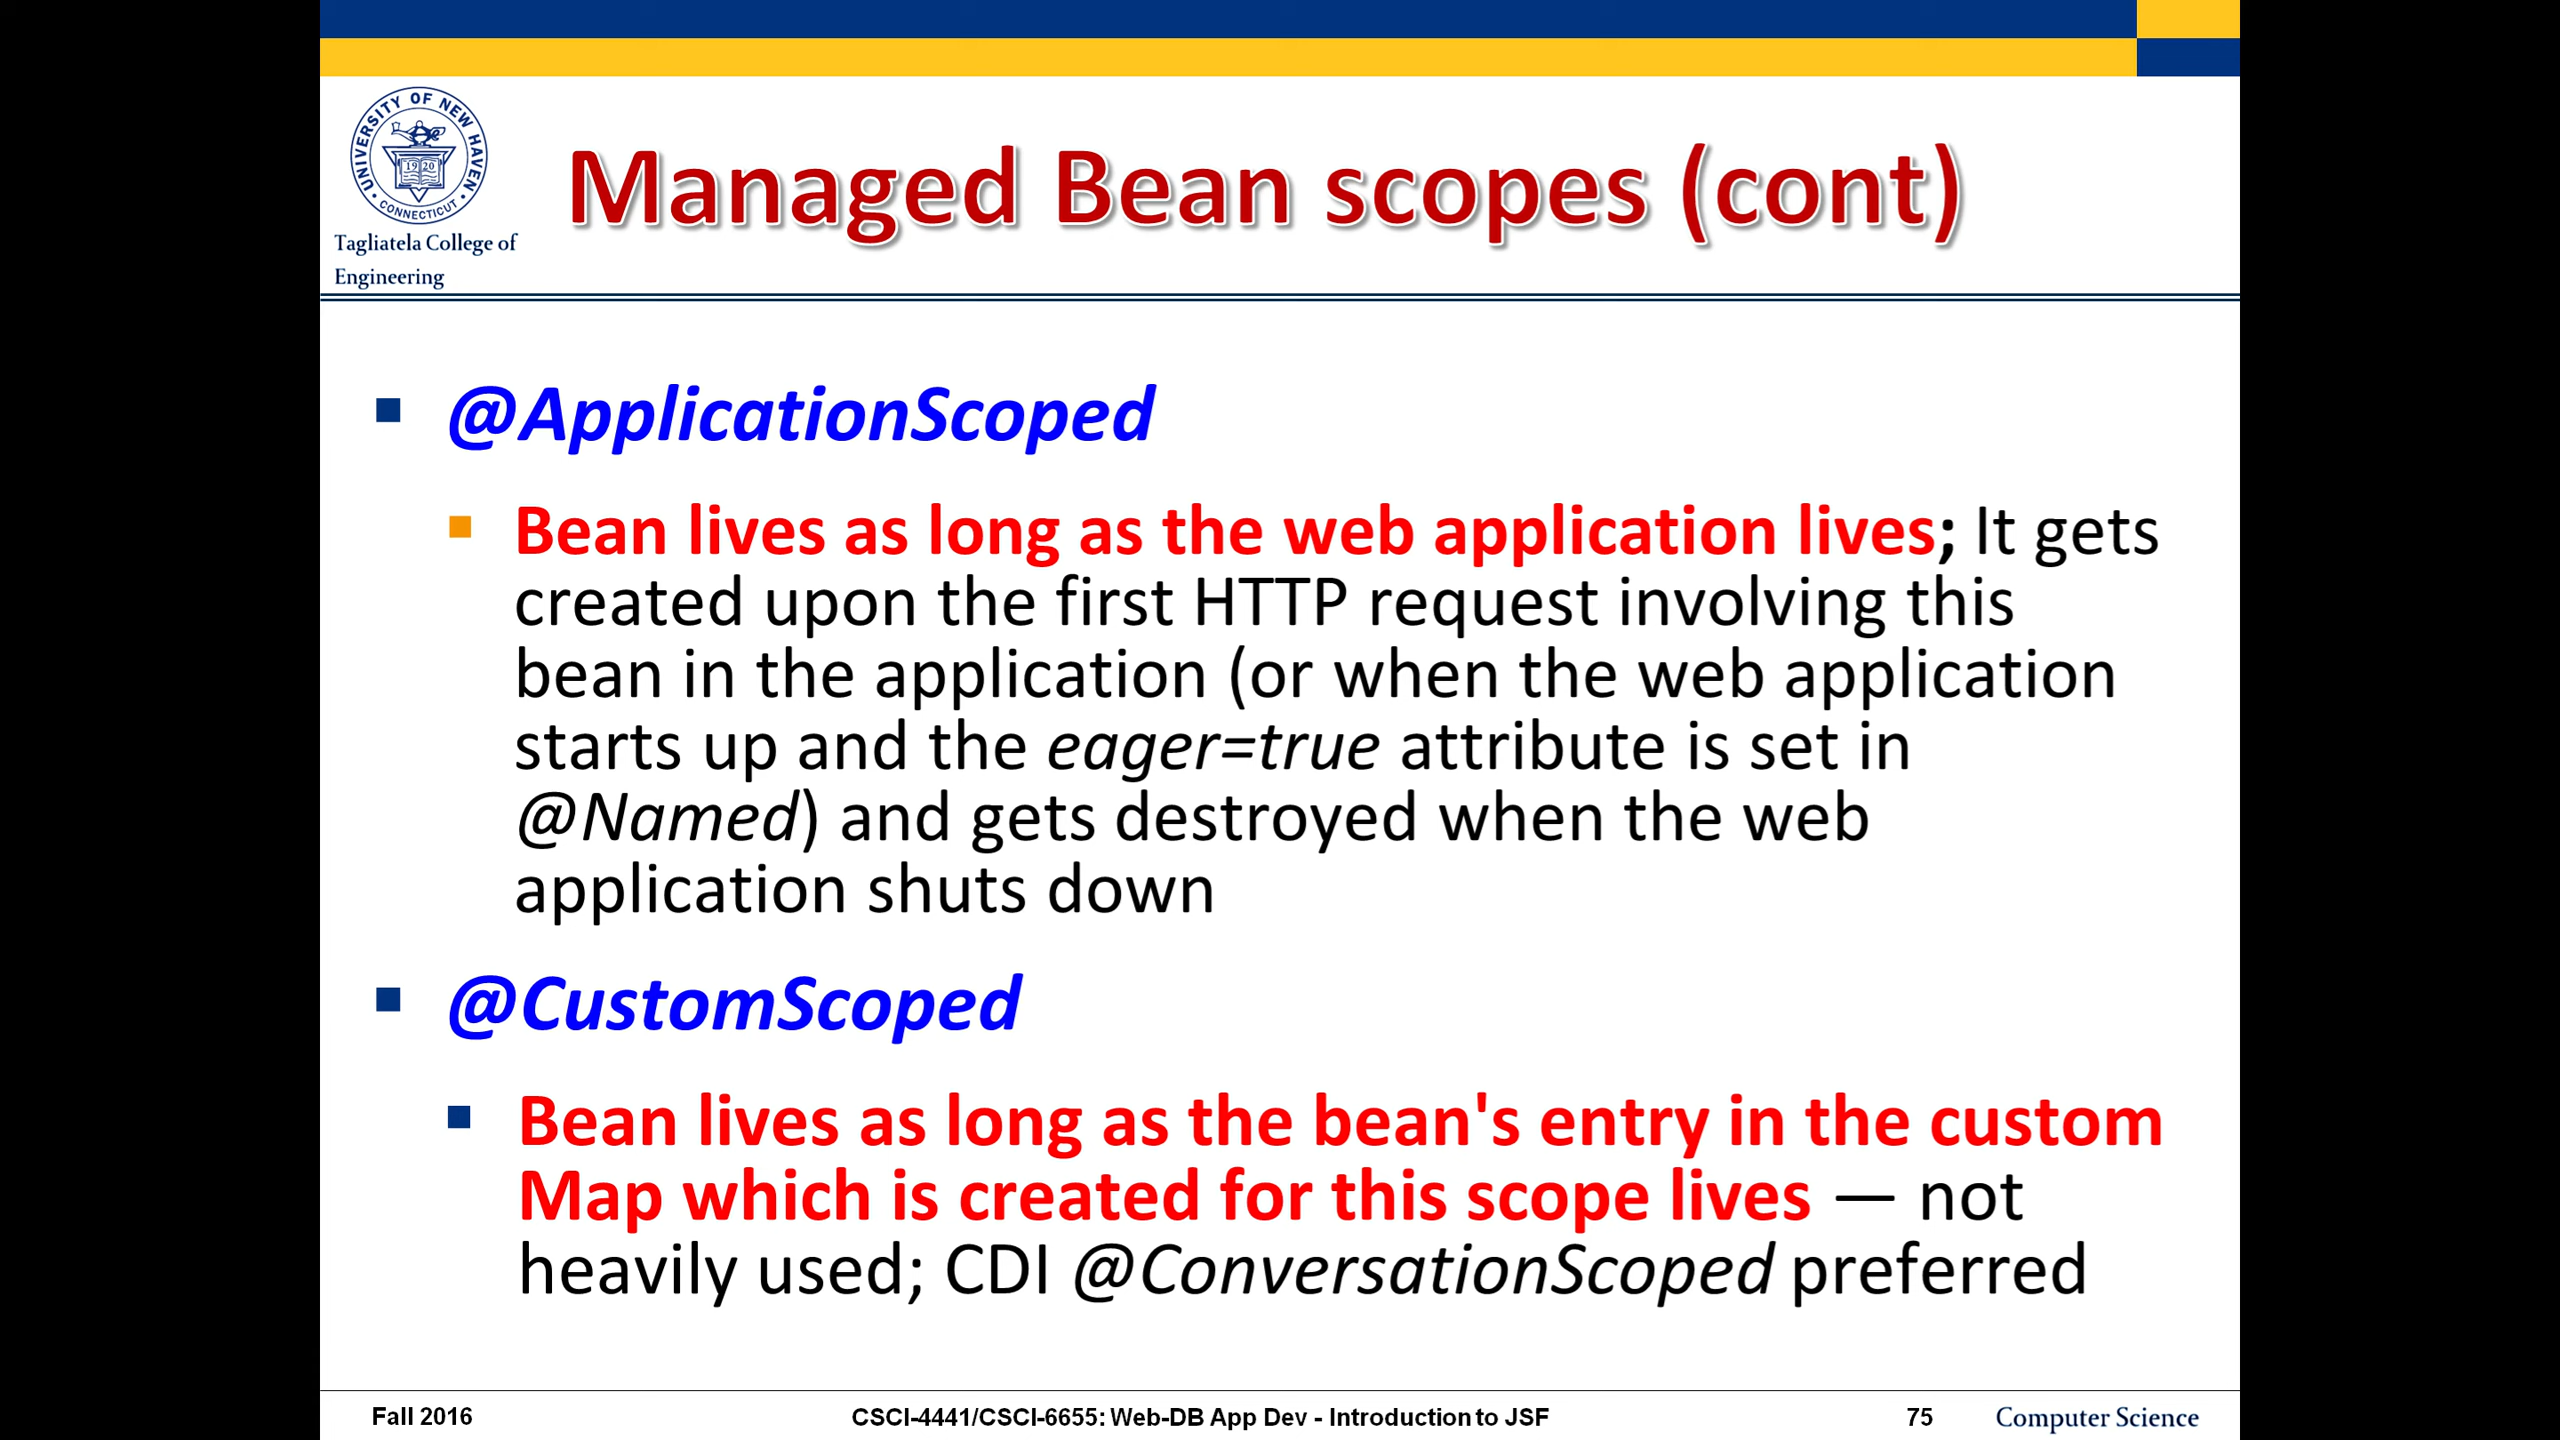 UNIVERSITY OF NEW HAVEN
1920
CONNECTICUT
Tagliatela College of
Engineering
Managed Bean scopes (cont)
@ApplicationScoped
Bean lives as long as the web application lives; It gets
created upon the first HTTP request involving this
bean in the application (or when the web application
starts up and the eager=true attribute is set in
@Named) and gets destroyed when the web
application shuts down
@CustomScoped
Bean lives as long as the bean's entry in the custom
Map which is created for this scope lives — not
heavily used; CDI @ConversationScoped preferred
Fall 2016
CSCI-4441/CSCI-6655: Web-DB App Dev - Introduction to JSF
75
Computer Science